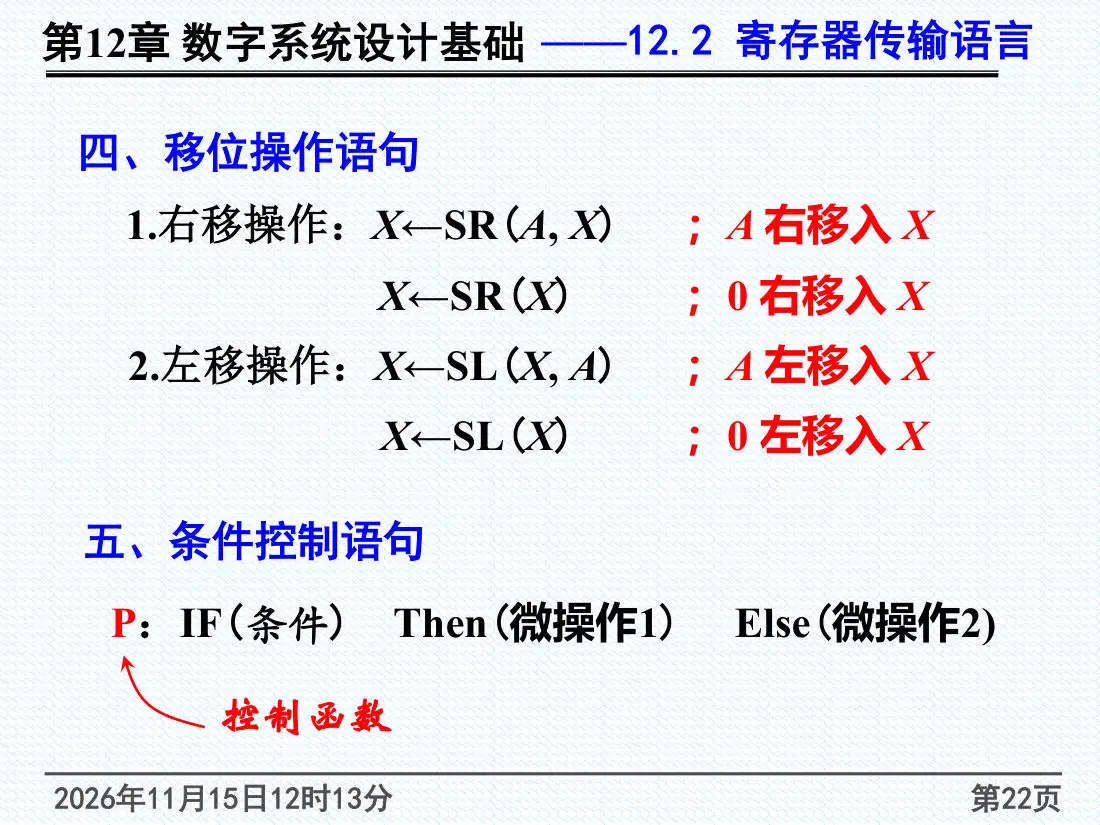 第12章 数字系统设计基础 ——12.2 寄存器传输语言
四、移位操作语句
1.右移操作：X←SR(A, X) ；A 右移入 X
X←SR(X) ；0 右移入 X
2.左移操作：X←SL(X, A) ；A 左移入 X
X←SL(X) ；0 左移入 X
五、条件控制语句
P：IF(条件) Then(微操作1) Else(微操作2)
控制函数
2026年11月15日12时13分 第22页